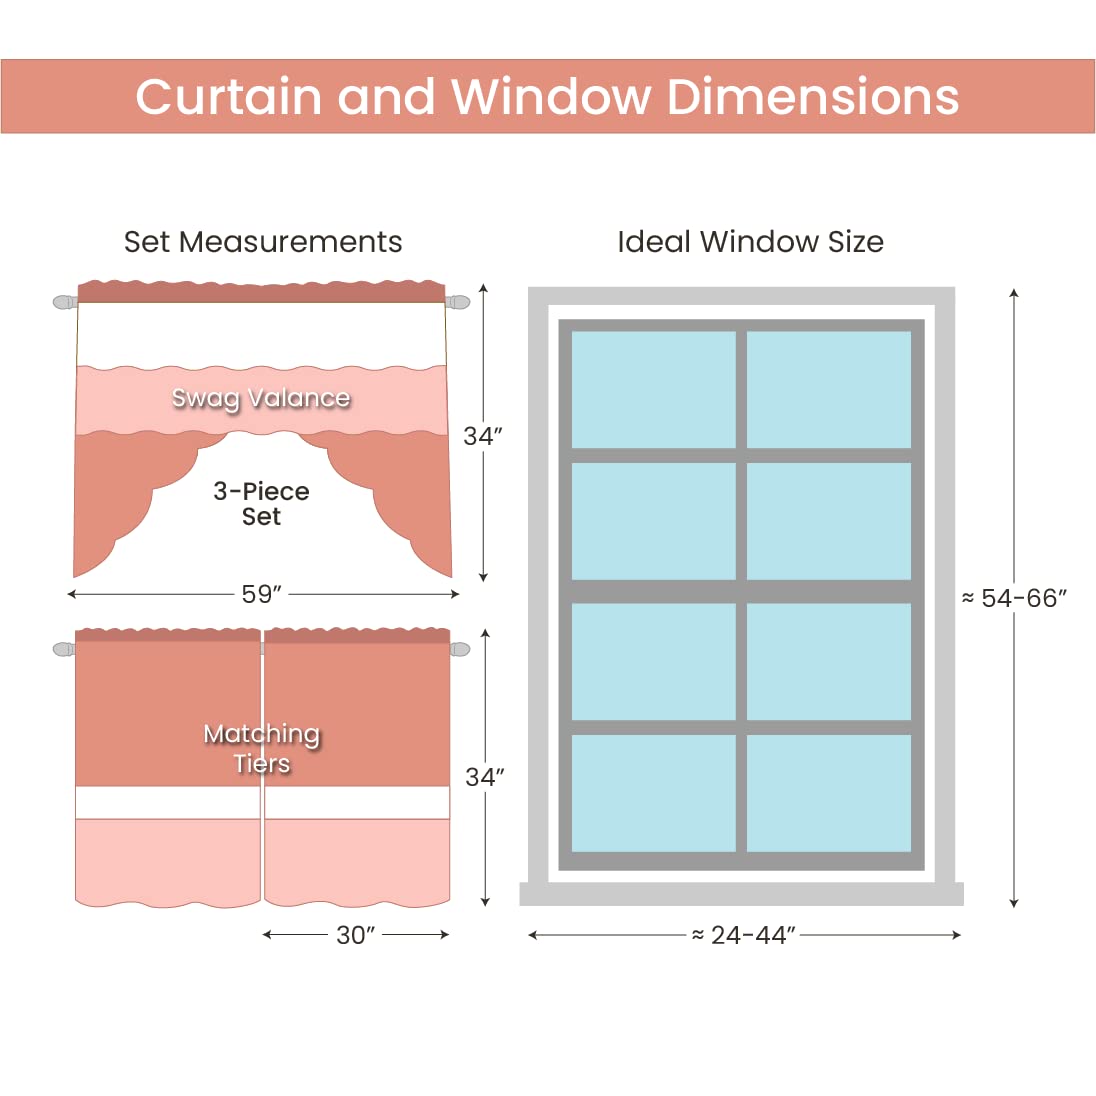 Curtain and Window Dimensions
Set Measurements
Swag Valance
3-Piece
Set
34”
59”
Matching
Tiers
34”
30”
Ideal Window Size
≈ 54-66”
≈ 24-44”